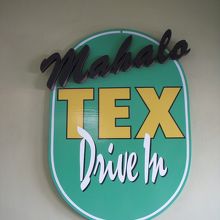 Mahalo
TEX
Drive In